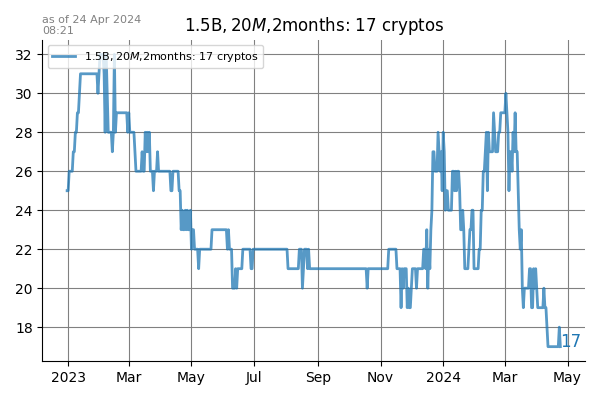 as of 24 Apr 2024
08:21
1.5B, 20M,2months: 17 cryptos
1.5B, 20M,2months: 17 cryptos
32
30
28
26
24
22
20
18
17
2023 Mar May Jul Sep Nov 2024 Mar May